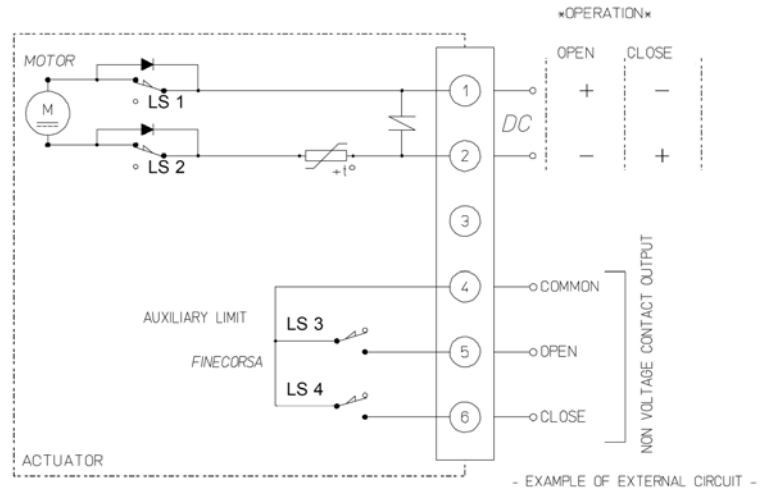 *OPERATION*
OPEN CLOSE
MOTOR
M
LS 1
LS 2
+t°
1
2
3
4
5
6
DC
+ −
− +
AUXILIARY LIMIT
FINECORSA
LS 3
LS 4
COMMON
OPEN
CLOSE
NON VOLTAGE CONTACT OUTPUT
ACTUATOR
- EXAMPLE OF EXTERNAL CIRCUIT -